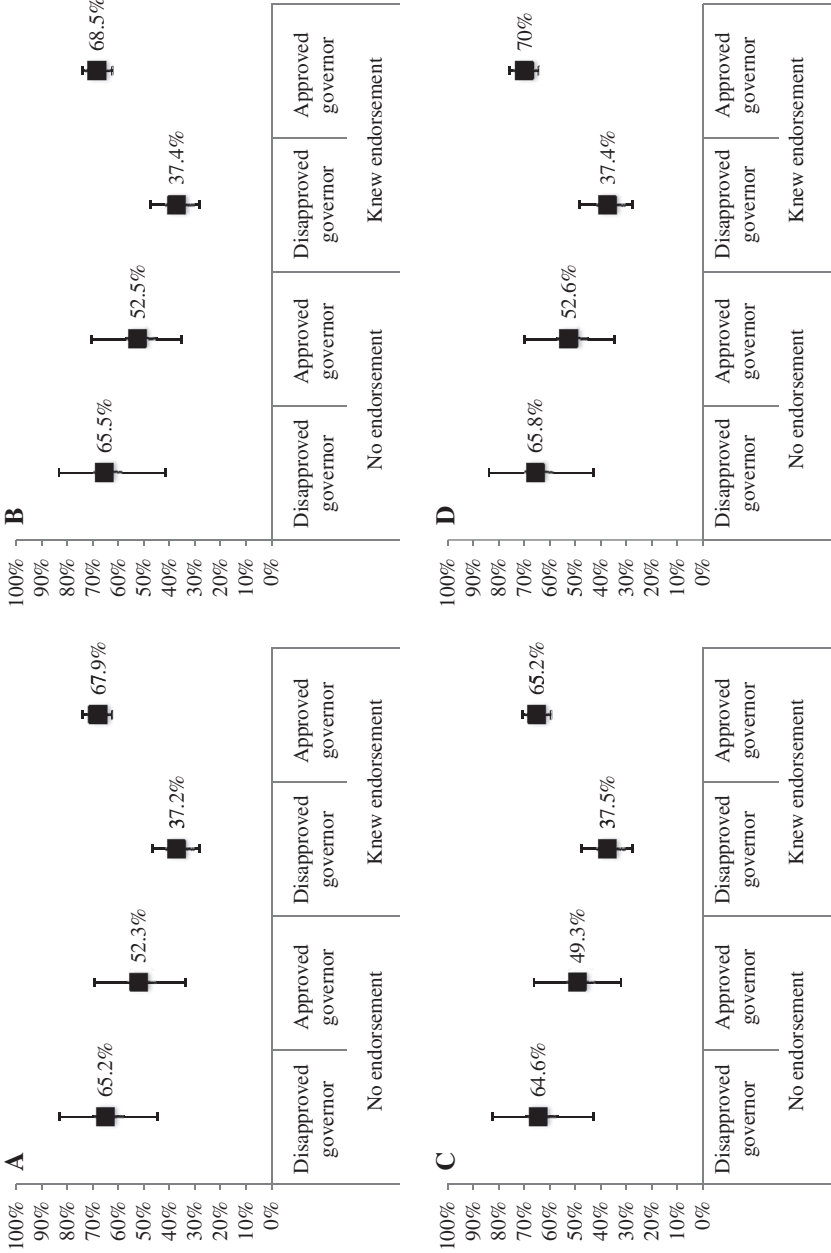 A
100%
90%
80%
70%
60%
50%
40%
30%
20%
10%
0%
65.2%
52.3%
37.2%
67.9%
Disapproved
governor
Approved
governor
Disapproved
governor
Approved
governor
No endorsement
Knew endorsement
B
100%
90%
80%
70%
60%
50%
40%
30%
20%
10%
0%
65.5%
52.5%
37.4%
68.5%
Disapproved
governor
Approved
governor
Disapproved
governor
Approved
governor
No endorsement
Knew endorsement
C
100%
90%
80%
70%
60%
50%
40%
30%
20%
10%
0%
64.6%
49.3%
37.5%
65.2%
Disapproved
governor
Approved
governor
Disapproved
governor
Approved
governor
No endorsement
Knew endorsement
D
100%
90%
80%
70%
60%
50%
40%
30%
20%
10%
0%
65.8%
52.6%
37.4%
70%
Disapproved
governor
Approved
governor
Disapproved
governor
Approved
governor
No endorsement
Knew endorsement